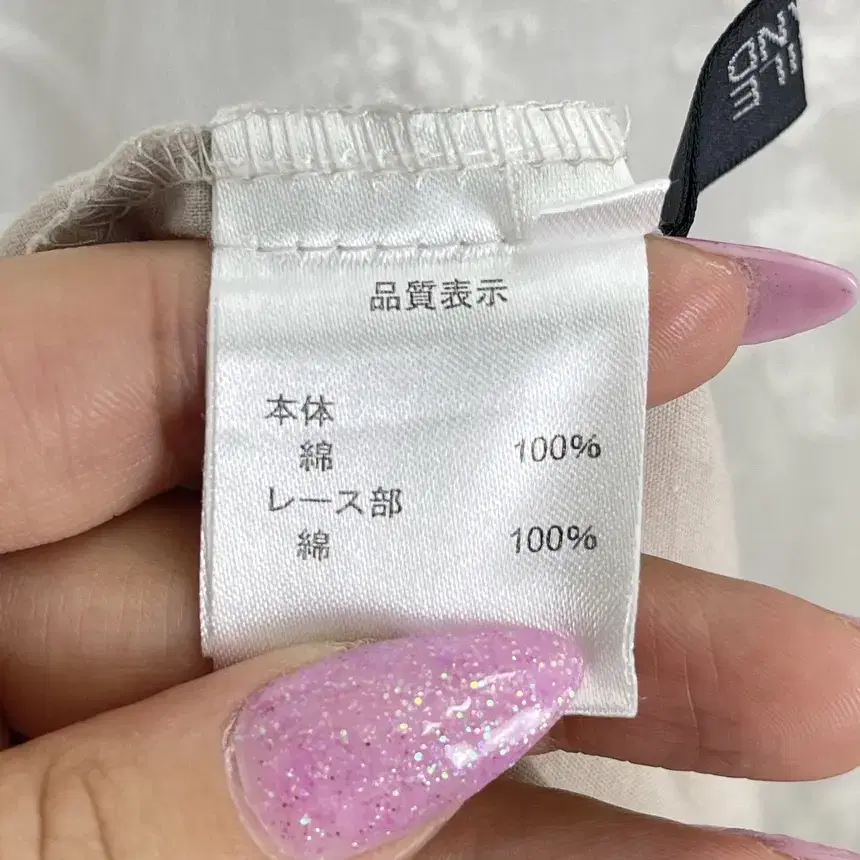 品質表示
本体
綿 100%
レース部
綿 100%